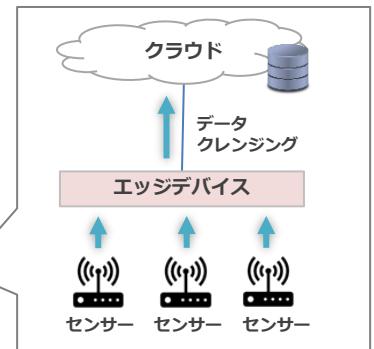 クラウド
データ
クレンジング
エッジデバイス
センサー センサー センサー